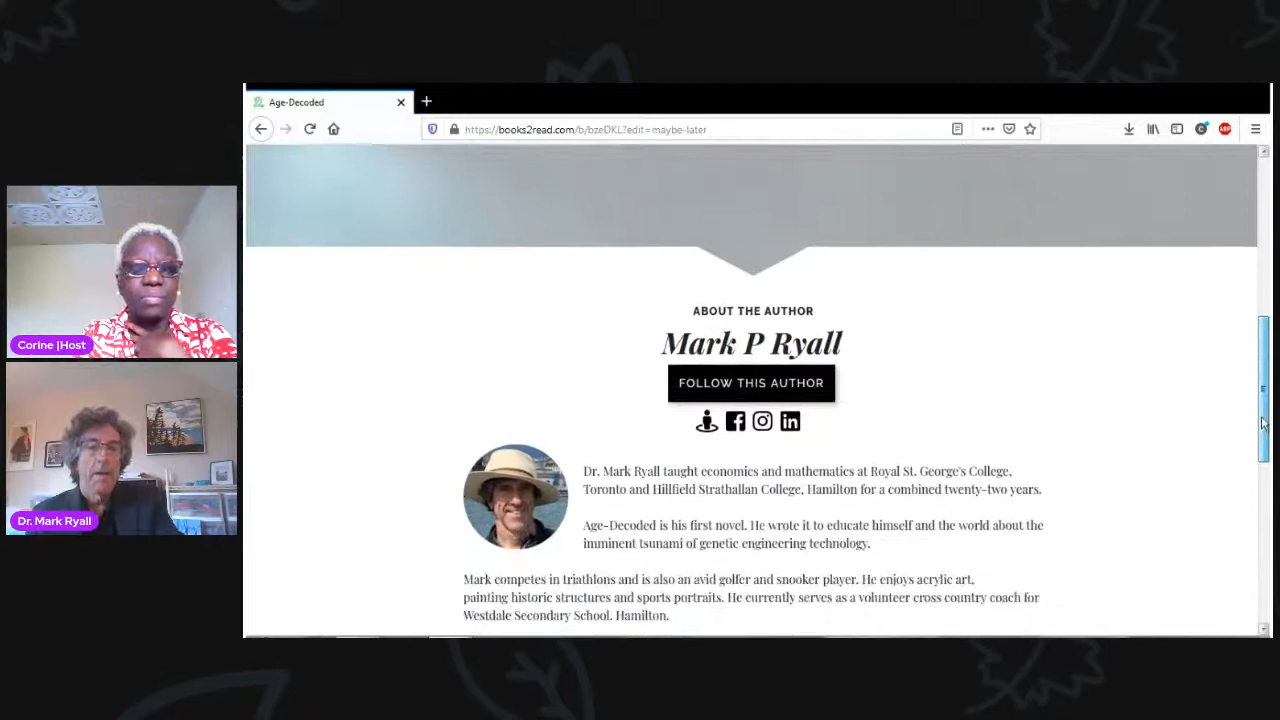 Age-Decoded
https://books2read.com/b/bzeDKL?edit=maybe-later
ABP
ABOUT THE AUTHOR
Mark P Ryall
FOLLOW THIS AUTHOR
Dr. Mark Ryall taught economics and mathematics at Royal St. George's College,
Toronto and Hillfield Strathallan College, Hamilton for a combined twenty-two years.
Age-Decoded is his first novel. He wrote it to educate himself and the world about the
imminent tsunami of genetic engineering technology.
Mark competes in triathlons and is also an avid golfer and snooker player. He enjoys acrylic art,
painting historic structures and sports portraits. He currently serves as a volunteer cross country coach for
Westdale Secondary School. Hamilton.
Corine |Host
Dr. Mark Ryall